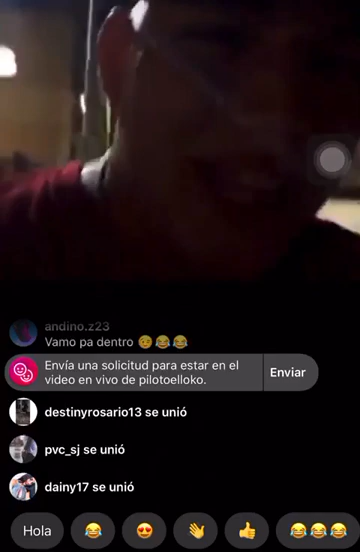 andino.z23
Vamo pa dentro 🤢😂😂
Envía una solicitud para estar en el
video en vivo de pilotoelloko.
Enviar
destinyrosario13 se unió
pvc_sj se unió
dainy17 se unió
Hola
😂
😍
👋
👍
😂😂😂